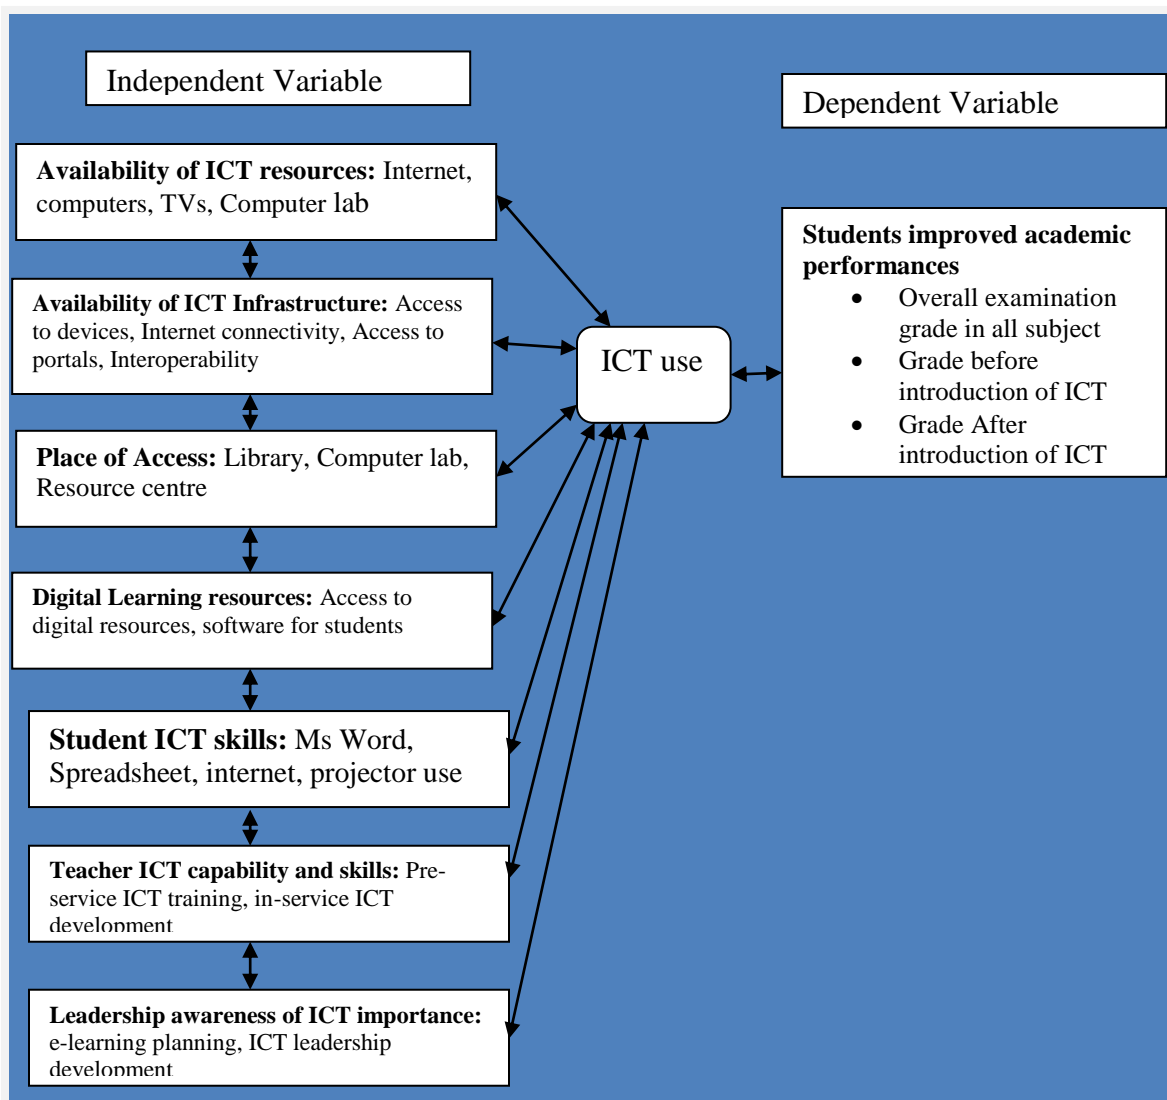 Independent Variable
Dependent Variable
Availability of ICT resources: Internet,
computers, TVs, Computer lab
Availability of ICT Infrastructure: Access
to devices, Internet connectivity, Access to
portals, Interoperability
Place of Access: Library, Computer lab,
Resource centre
Digital Learning resources: Access to
digital resources, software for students
Student ICT skills: Ms Word,
Spreadsheet, internet, projector use
Teacher ICT capability and skills: Pre-
service ICT training, in-service ICT
development
Leadership awareness of ICT importance:
e-learning planning, ICT leadership
development
ICT use
Students improved academic
performances
• Overall examination
grade in all subject
• Grade before
introduction of ICT
• Grade After
introduction of ICT